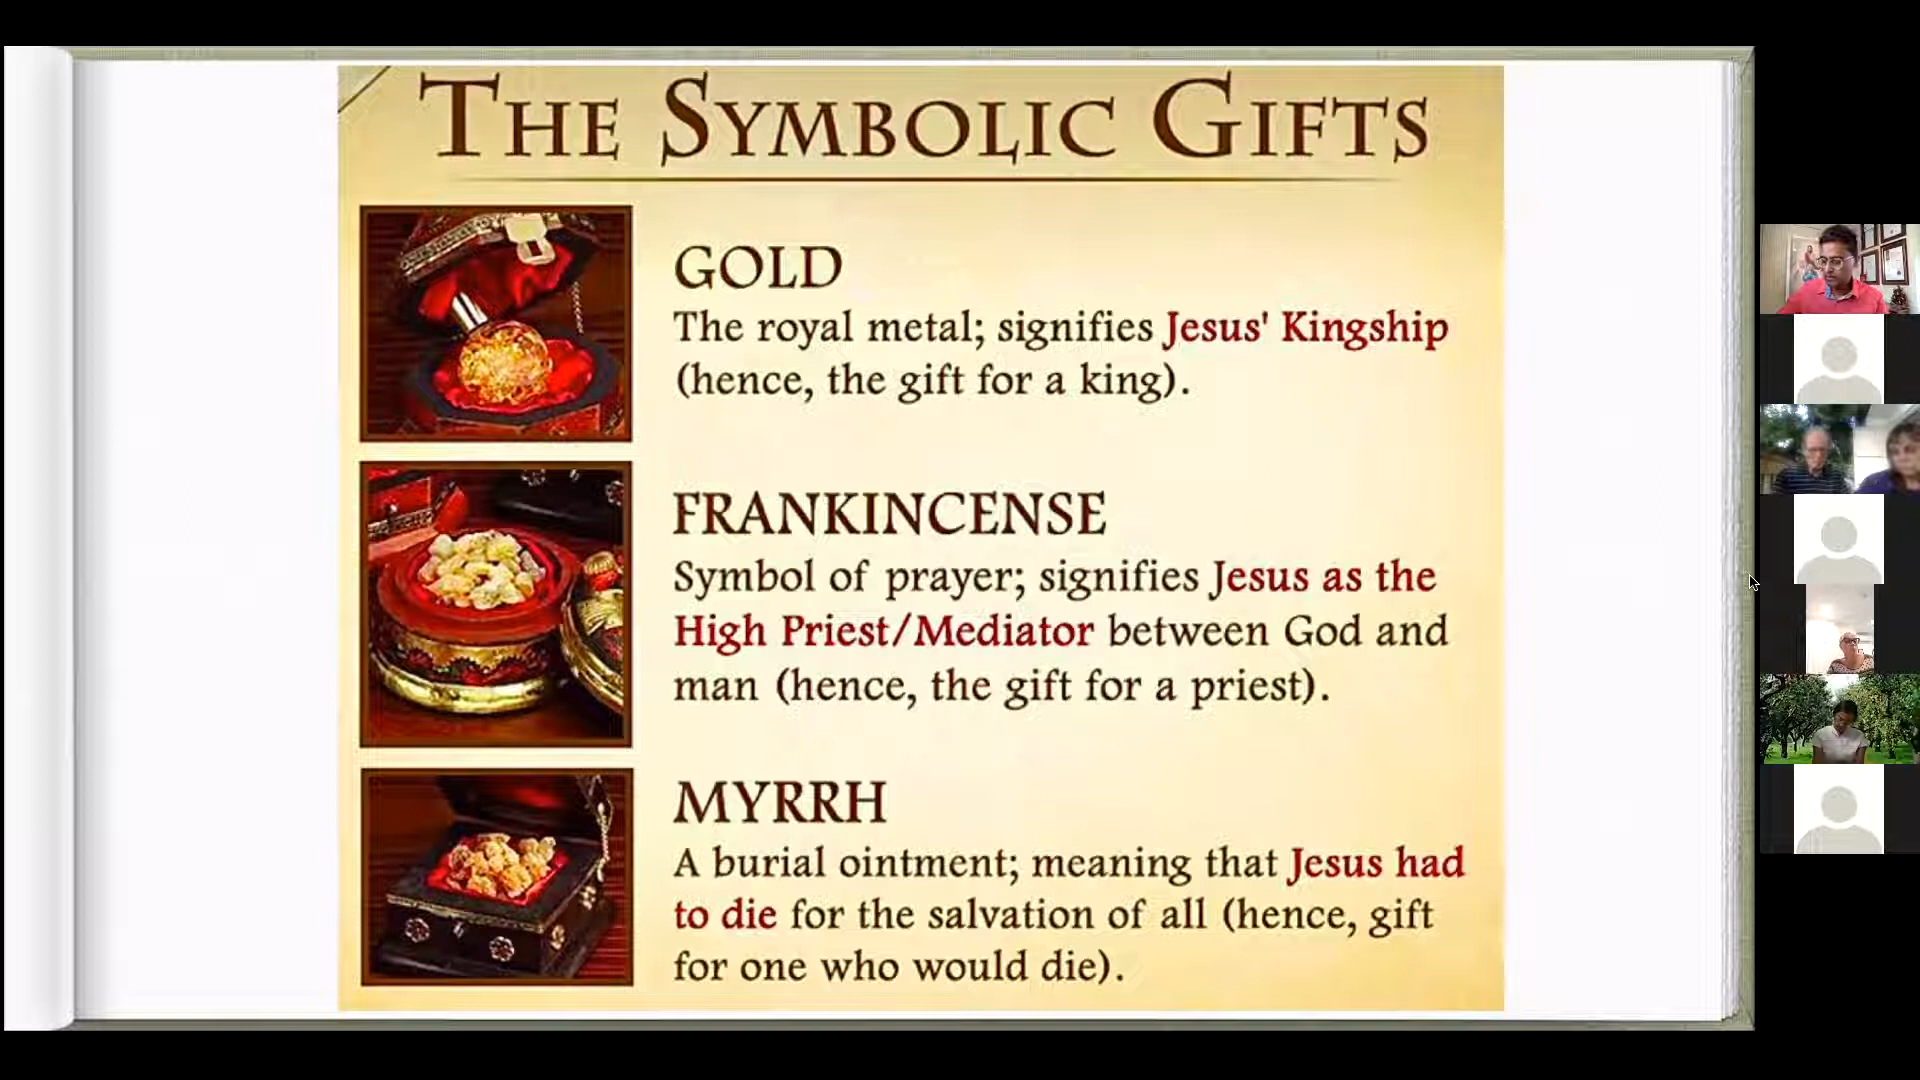 THE SYMBOLIC GIFTS
GOLD
The royal metal; signifies Jesus' Kingship
(hence, the gift for a king).
FRANKINCENSE
Symbol of prayer; signifies Jesus as the
High Priest/Mediator between God and
man (hence, the gift for a priest).
MYRRH
A burial ointment; meaning that Jesus had
to die for the salvation of all (hence, gift
for one who would die).